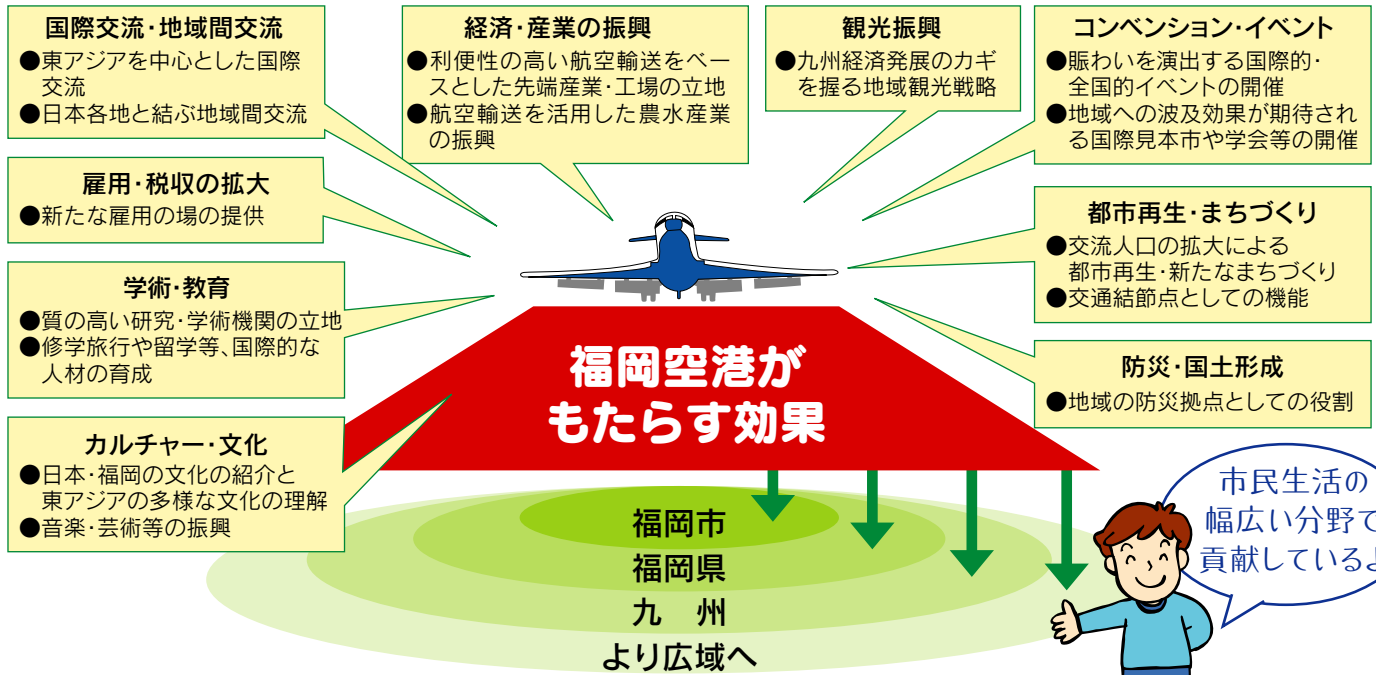 国際交流・地域間交流
●東アジアを中心とした国際
交流
●日本各地と結ぶ地域間交流
経済・産業の振興
●利便性の高い航空輸送をベー
スとした先端産業・工場の立地
●航空輸送を活用した農水産業
の振興
観光振興
●九州経済発展のカギ
を握る地域観光戦略
コンベンション・イベント
●賑わいを演出する国際的・
全国的イベントの開催
●地域への波及効果が期待され
る国際見本市や学会等の開催
雇用・税収の拡大
●新たな雇用の場の提供
都市再生・まちづくり
●交流人口の拡大による
都市再生・新たなまちづくり
●交通結節点としての機能
学術・教育
●質の高い研究・学術機関の立地
●修学旅行や留学等、国際的な
人材の育成
防災・国土形成
●地域の防災拠点としての役割
カルチャー・文化
●日本・福岡の文化の紹介と
東アジアの多様な文化の理解
●音楽・芸術等の振興
福岡空港が
もたらす効果
福岡市
福岡県
九　州
より広域へ
市民生活の
幅広い分野で
貢献しているよ